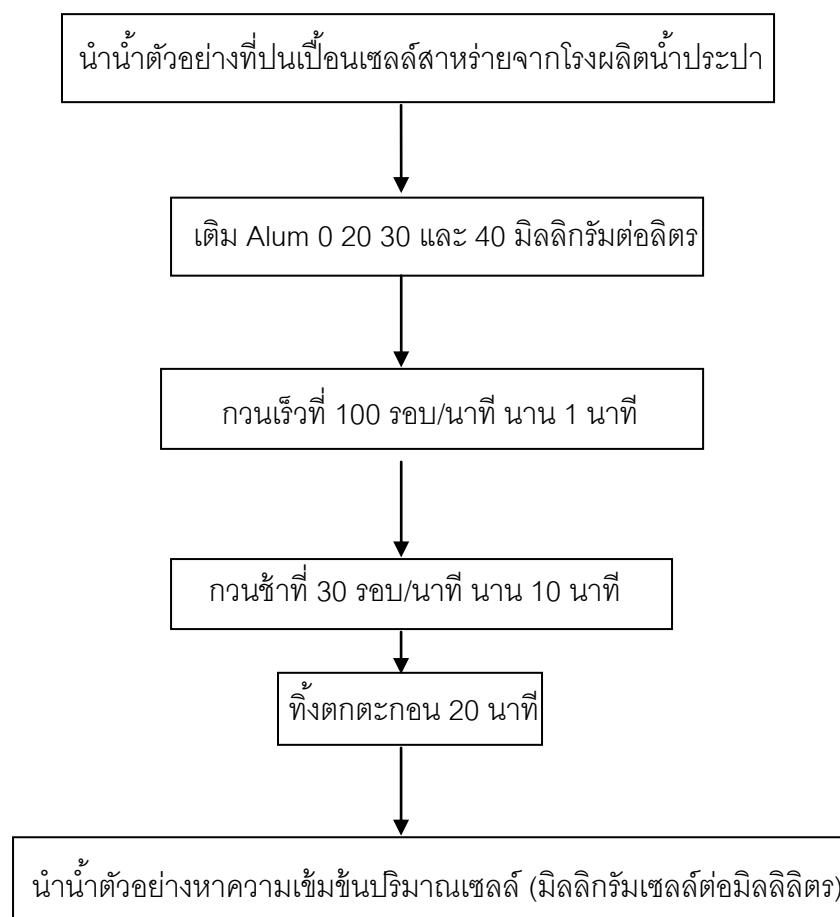 นำน้ำตัวอย่างที่ปนเปื้อนเซลล์สาหร่ายจากโรงผลิตน้ำประปา
เติม Alum 0 20 30 และ 40 มิลลิกรัมต่อลิตร
กวนเร็วที่ 100 รอบ/นาที นาน 1 นาที
กวนช้าที่ 30 รอบ/นาที นาน 10 นาที
ทิ้งตกตะกอน 20 นาที
นำน้ำตัวอย่างหาความเข้มข้นปริมาณเซลล์ (มิลลิกรัมเซลล์ต่อมิลลิลิตร)